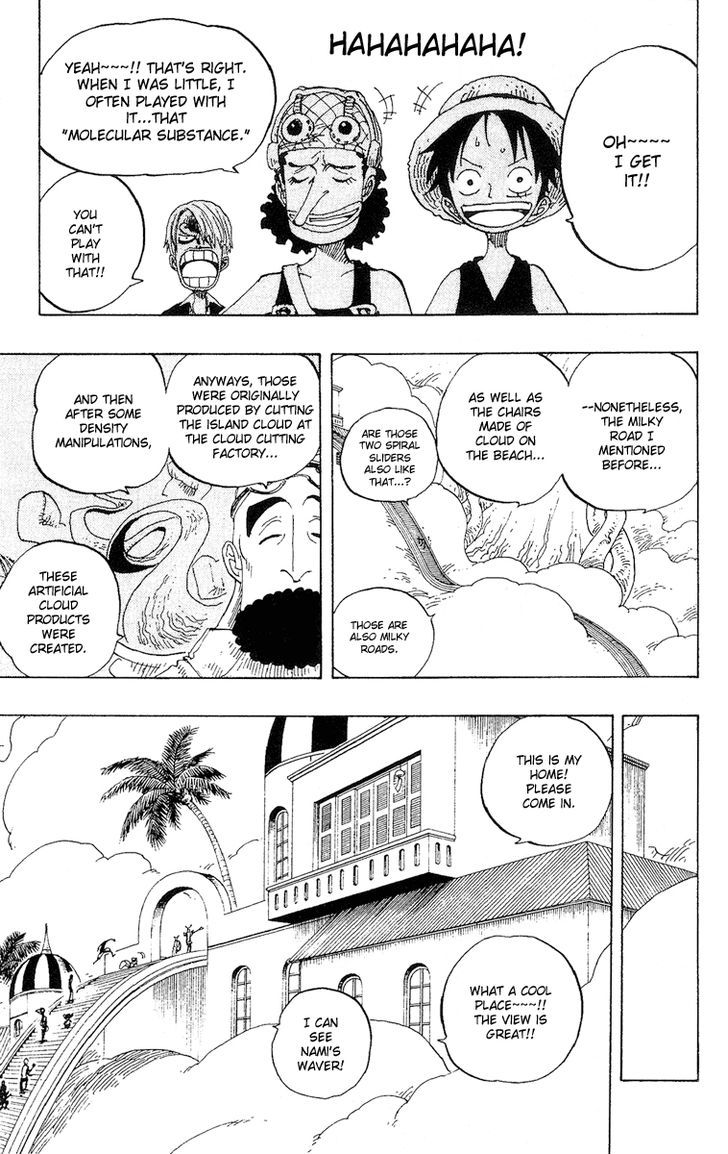 HAHAHAHAHA!
OH~~~~
I GET
IT!!
YEAH~~~!! THAT'S RIGHT.
WHEN I WAS LITTLE, I
OFTEN PLAYED WITH
IT...THAT
"MOLECULAR SUBSTANCE."
YOU
CAN'T
PLAY
WITH
THAT!!
--NONETHELESS,
THE MILKY
ROAD I
MENTIONED
BEFORE...
AS WELL AS
THE CHAIRS
MADE OF
CLOUD ON
THE BEACH...
ARE THOSE
TWO SPIRAL
SLIDERS
ALSO LIKE
THAT...?
THOSE ARE
ALSO MILKY
ROADS.
ANYWAYS, THOSE
WERE ORIGINALLY
PRODUCED BY CUTTING
THE ISLAND CLOUD AT
THE CLOUD CUTTING
FACTORY...
AND THEN
AFTER SOME
DENSITY
MANIPULATIONS,
THESE
ARTIFICIAL
CLOUD
PRODUCTS
WERE
CREATED.
THIS IS MY
HOME!
PLEASE
COME IN.
WHAT A COOL
PLACE~~~!!
THE VIEW IS
GREAT!!
I CAN
SEE
NAMI'S
WAVER!